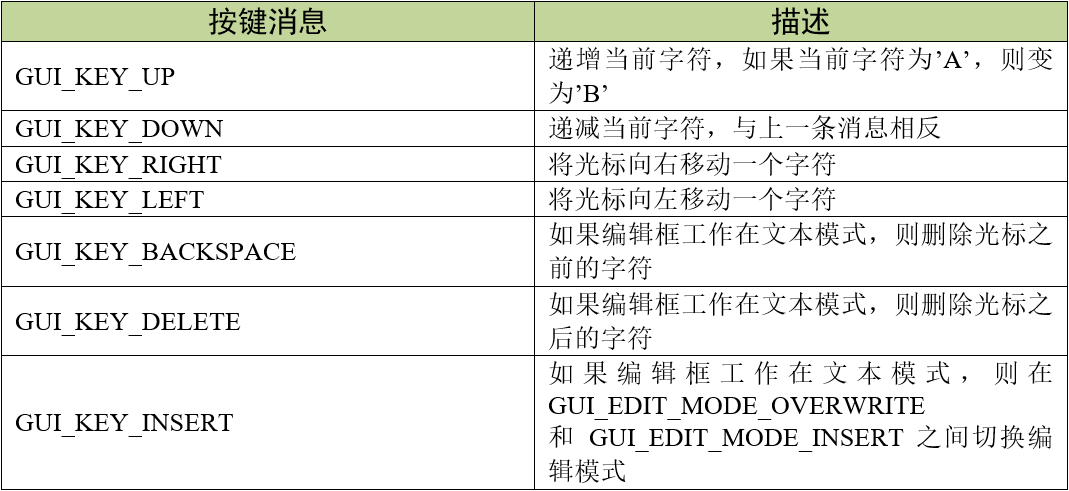 按键消息
描述
GUI_KEY_UP
递增当前字符，如果当前字符为’A’，则变
为’B’
GUI_KEY_DOWN
递减当前字符，与上一条消息相反
GUI_KEY_RIGHT
将光标向右移动一个字符
GUI_KEY_LEFT
将光标向左移动一个字符
GUI_KEY_BACKSPACE
如果编辑框工作在文本模式，则删除光标之
前的字符
GUI_KEY_DELETE
如果编辑框工作在文本模式，则删除光标之
后的字符
GUI_KEY_INSERT
如果编辑框工作在文本模式，则在
GUI_EDIT_MODE_OVERWRITE
和 GUI_EDIT_MODE_INSERT 之间切换编
辑模式